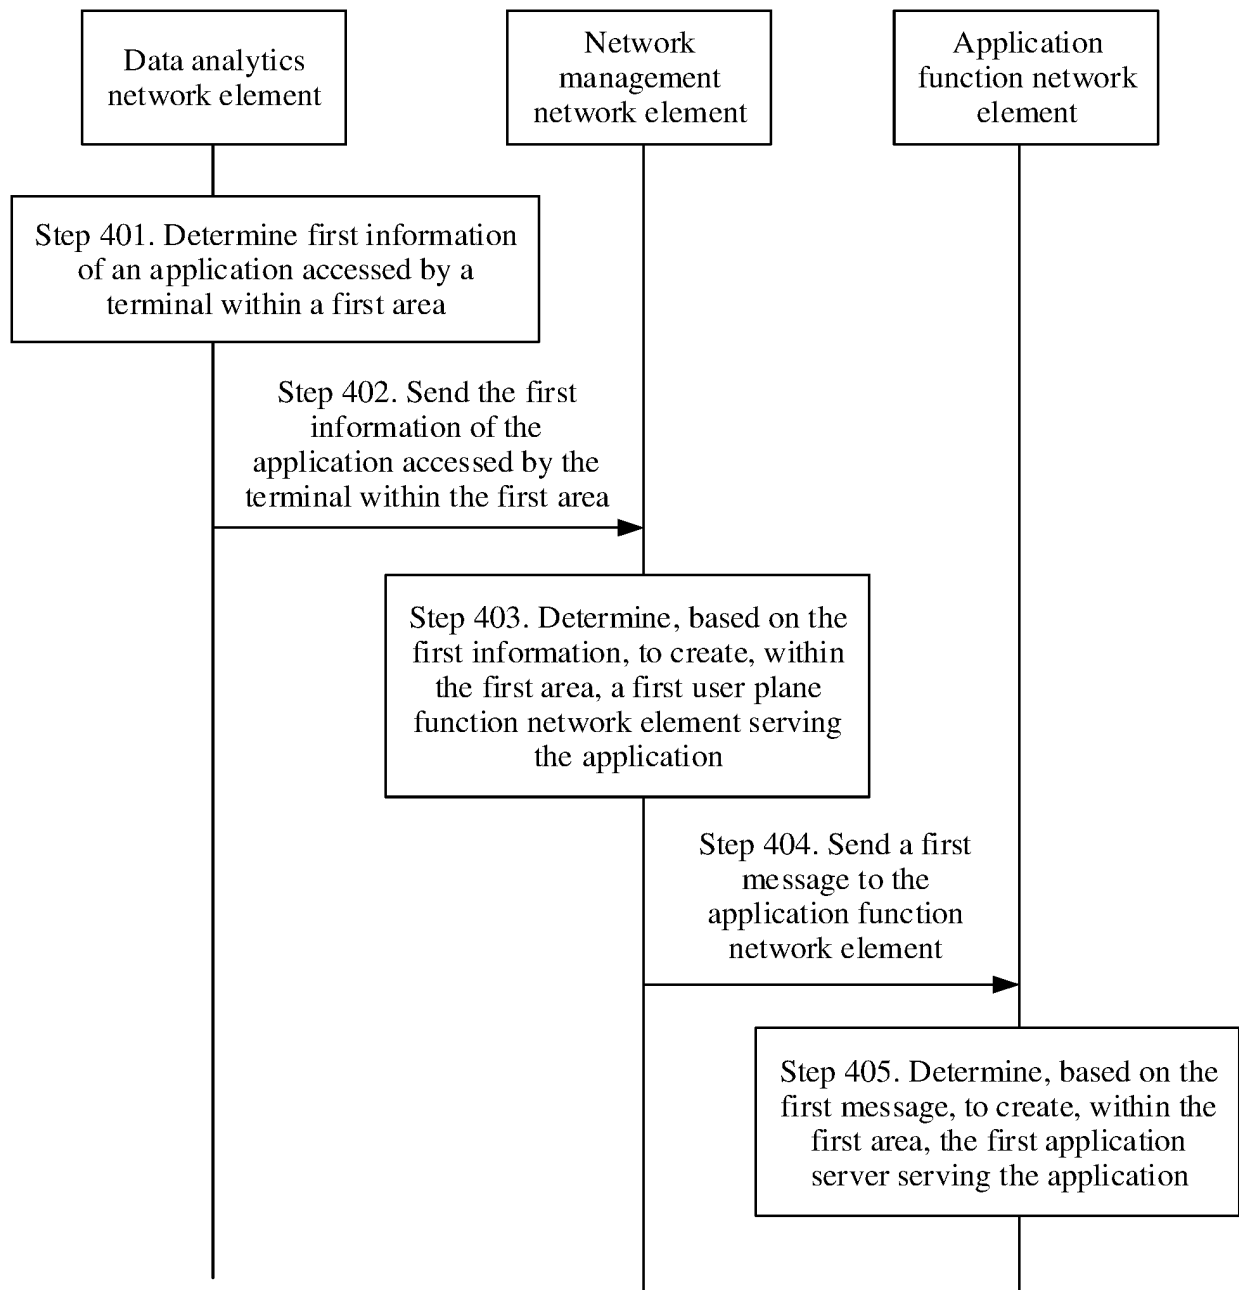 Data analytics
network element
Network
management
network element
Application
function network
element
Step 401. Determine first information
of an application accessed by a
terminal within a first area
Step 402. Send the first
information of the
application accessed by the
terminal within the first area
Step 403. Determine, based on the
first information, to create, within
the first area, a first user plane
function network element serving
the application
Step 404. Send a first
message to the
application function
network element
Step 405. Determine, based on the
first message, to create, within the
first area, the first application
server serving the application